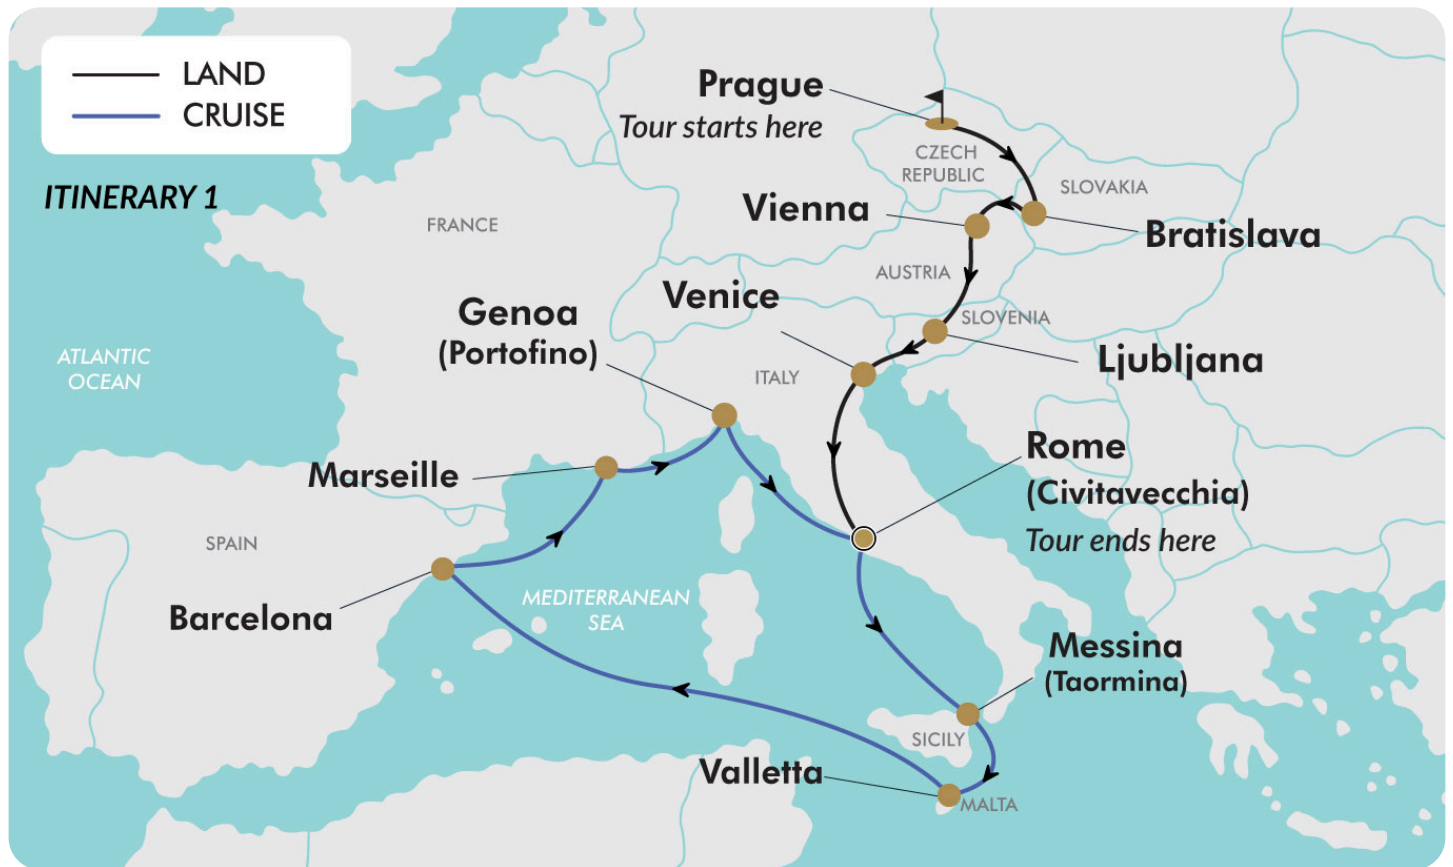 LAND
CRUISE
ITINERARY 1
Prague
Tour starts here
CZECH
REPUBLIC
SLOVAKIA
FRANCE
Vienna
Bratislava
AUSTRIA
Venice
Genoa
(Portofino)
SLOVENIA
ATLANTIC
OCEAN
ITALY
Ljubljana
Marseille
Rome
(Civitavecchia)
Tour ends here
SPAIN
Barcelona
MEDITERRANEAN
SEA
Messina
(Taormina)
SICILY
Valletta
MALTA